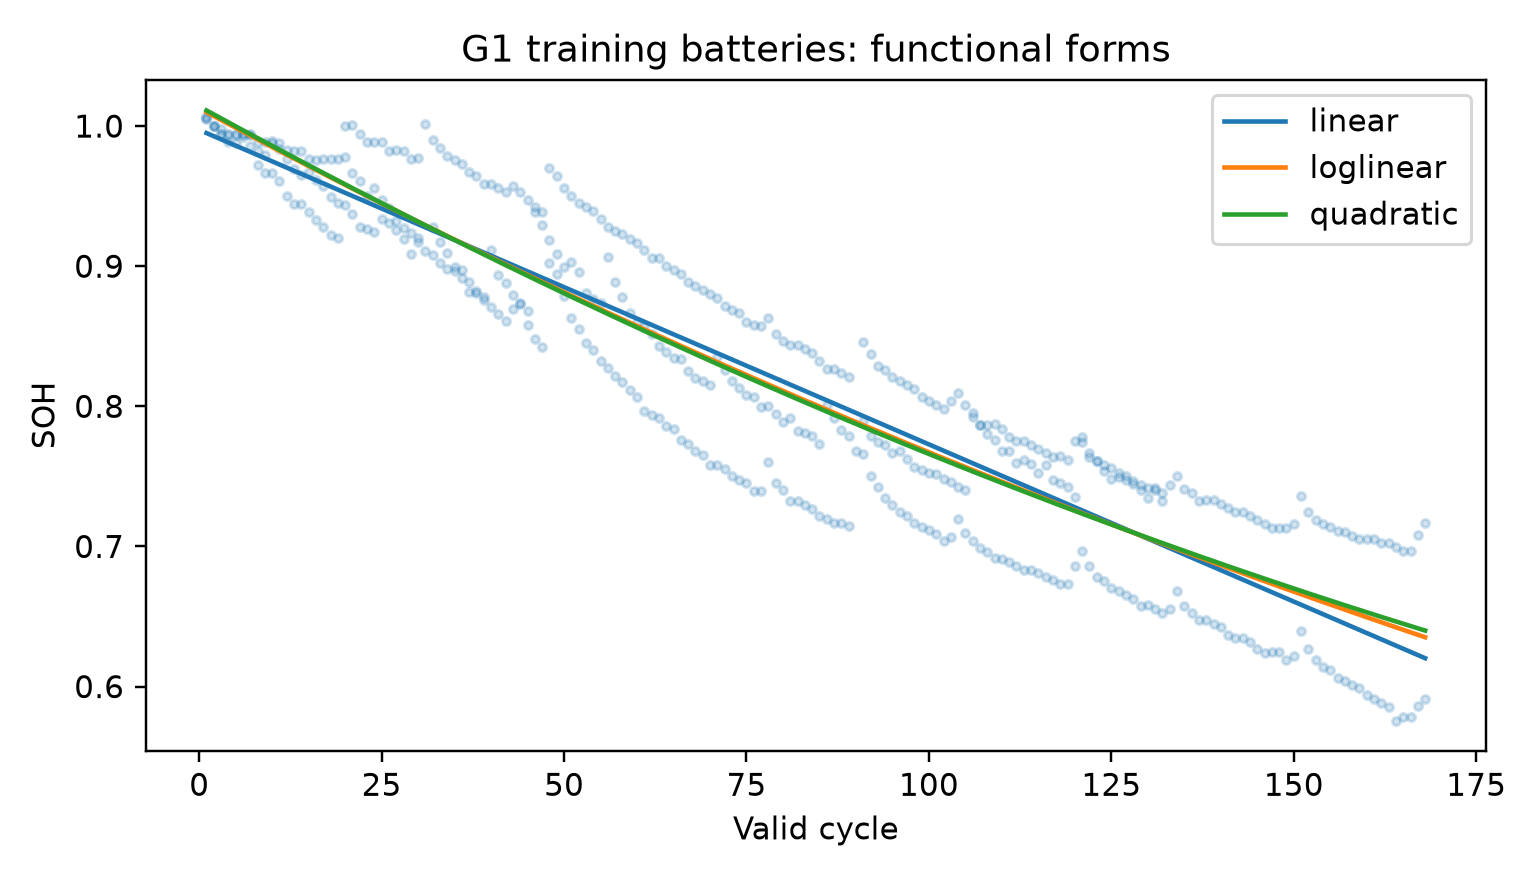 G1 training batteries: functional forms
linear
loglinear
quadratic
SOH
1.0
0.9
0.8
0.7
0.6
0 25 50 75 100 125 150 175
Valid cycle